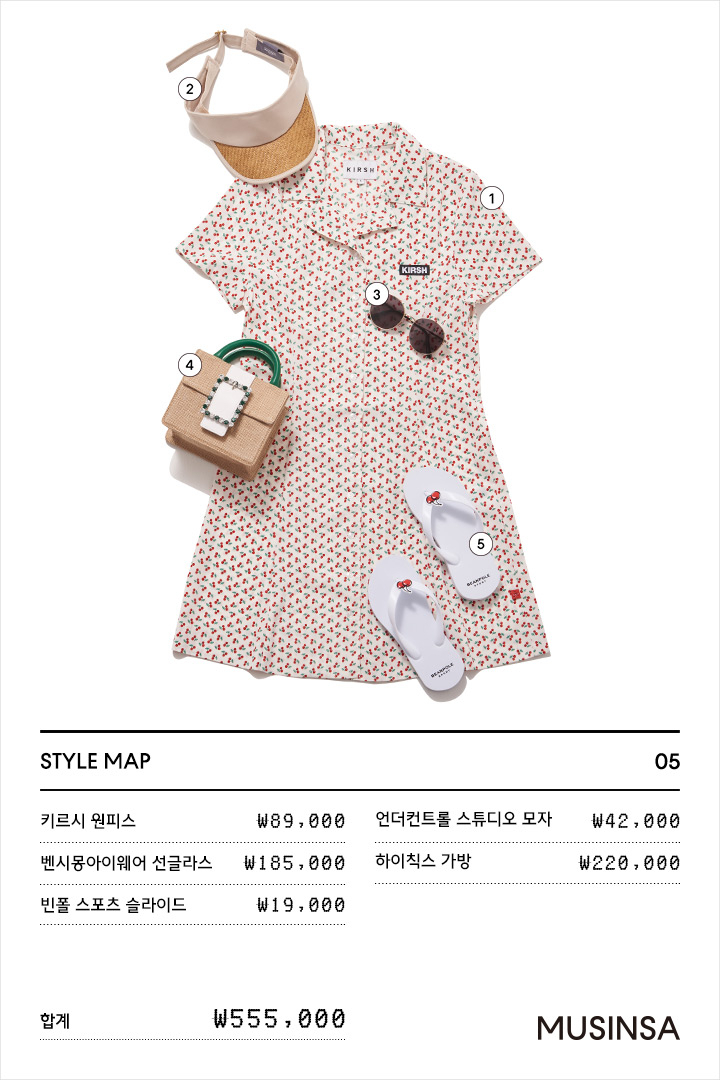 2
KIRSH
1
KIRSH
3
4
5
BEANPOLE
SPORT
BEANPOLE
SPORT
STYLE MAP 05
키르시 원피스 ₩89,000
언더컨트롤 스튜디오 모자 ₩42,000
벤시몽아이웨어 선글라스 ₩185,000
하이칙스 가방 ₩220,000
빈폴 스포츠 슬라이드 ₩19,000
합계 ₩555,000
MUSINSA